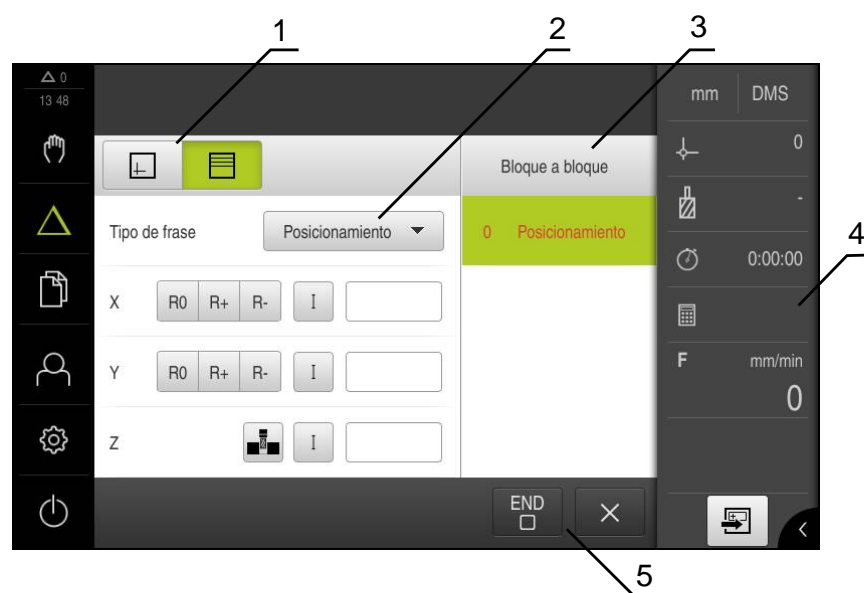 1 2 3
0
13 48
mm DMS
0
Bloque a bloque
-
Tipo de frase Posicionamiento
0 Posicionamiento
4
0:00:00
X R0 R+ R- I
F mm/min
0
Y R0 R+ R- I
Z I
END
5